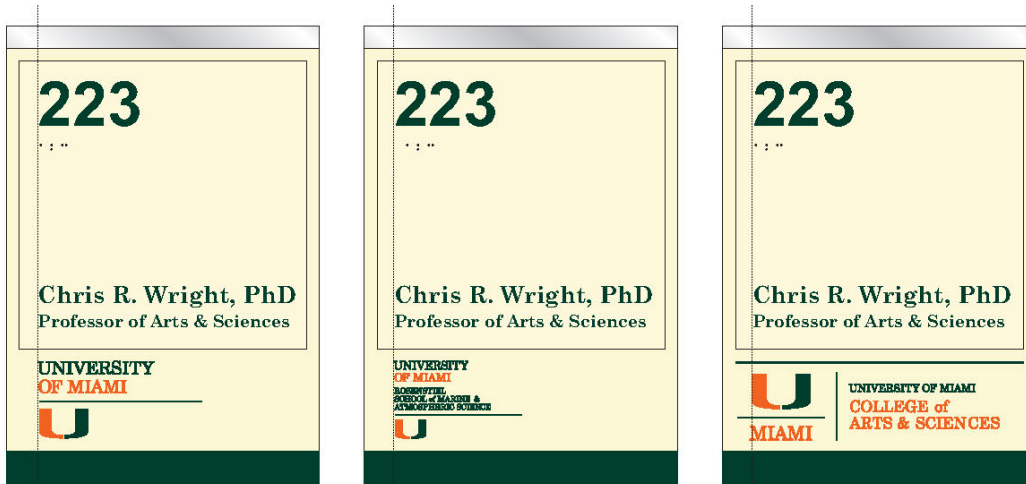 223
Chris R. Wright, PhD
Professor of Arts & Sciences
UNIVERSITY
OF MIAMI
223
Chris R. Wright, PhD
Professor of Arts & Sciences
UNIVERSITY
OF MIAMI
ROSENSTIEL
SCHOOL of MARINE &
ATMOSPHERIC SCIENCE
223
Chris R. Wright, PhD
Professor of Arts & Sciences
U
MIAMI
UNIVERSITY OF MIAMI
COLLEGE of
ARTS & SCIENCES